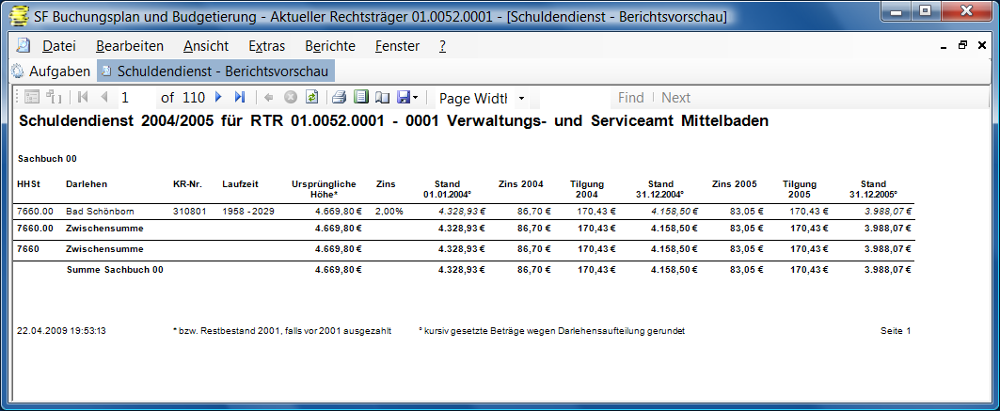 SF Buchungsplan und Budgetierung - Aktueller Rechtsträger 01.0052.0001 - [Schuldendienst - Berichtsvorschau]
Datei Bearbeiten Ansicht Extras Berichte Fenster ?
Aufgaben Schuldendienst - Berichtsvorschau
1 of 110 Page Width Find Next
Schuldendienst 2004/2005 für RTR 01.0052.0001 - 0001 Verwaltungs- und Serviceamt Mittelbaden
Sachbuch 00
HHSt Darlehen KR-Nr. Laufzeit Ursprüngliche Zins Stand Zins 2004 Tilgung Stand Zins 2005 Tilgung Stand
Höhe* 01.01.2004° 2004 31.12.2004° 2005 31.12.2005°
7660.00 Bad Schönborn 310801 1958 - 2029 4.669,80 € 2,00% 4.328,93 € 86,70 € 170,43 € 4.158,50 € 83,05 € 170,43 € 3.988,07 €
7660.00 Zwischensumme 4.669,80 € 4.328,93 € 86,70 € 170,43 € 4.158,50 € 83,05 € 170,43 € 3.988,07 €
7660 Zwischensumme 4.669,80 € 4.328,93 € 86,70 € 170,43 € 4.158,50 € 83,05 € 170,43 € 3.988,07 €
Summe Sachbuch 00 4.669,80 € 4.328,93 € 86,70 € 170,43 € 4.158,50 € 83,05 € 170,43 € 3.988,07 €
22.04.2009 19:53:13 * bzw. Restbestand 2001, falls vor 2001 ausgezahlt ° kursiv gesetzte Beträge wegen Darlehensaufteilung gerundet Seite 1